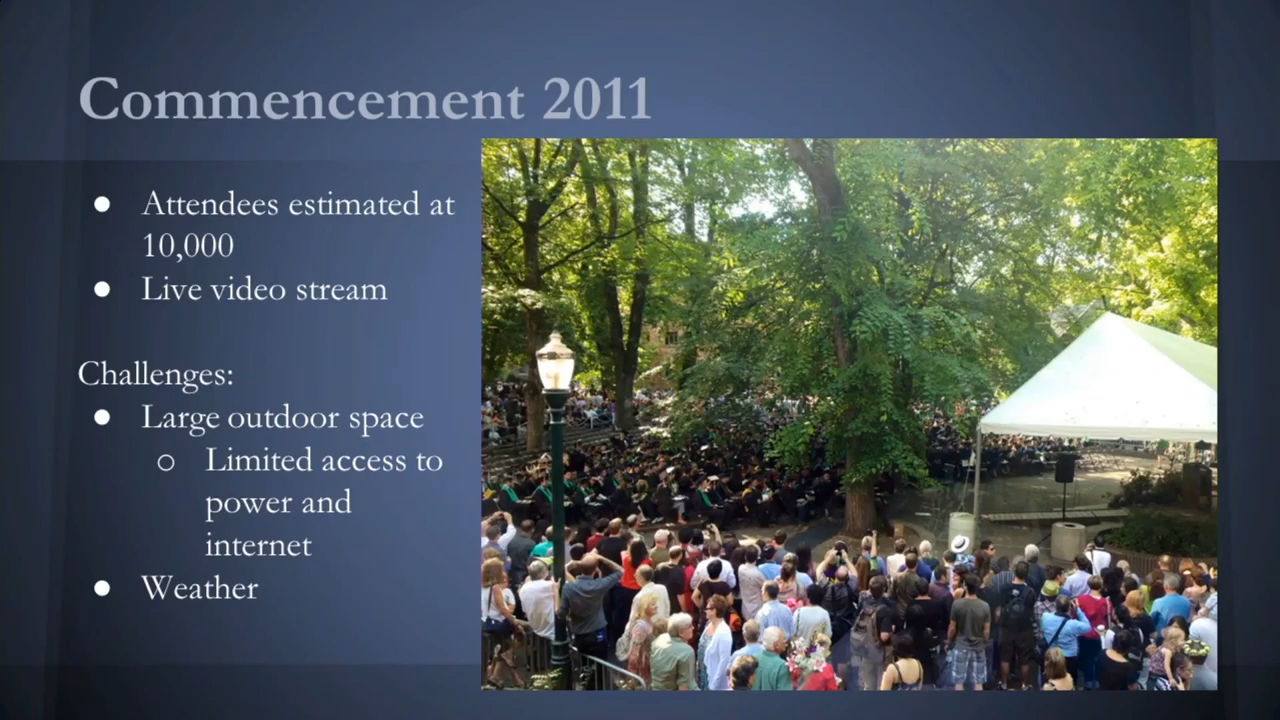 Commencement 2011
● Attendees estimated at
10,000
● Live video stream
Challenges:
● Large outdoor space
○ Limited access to
power and
internet
● Weather